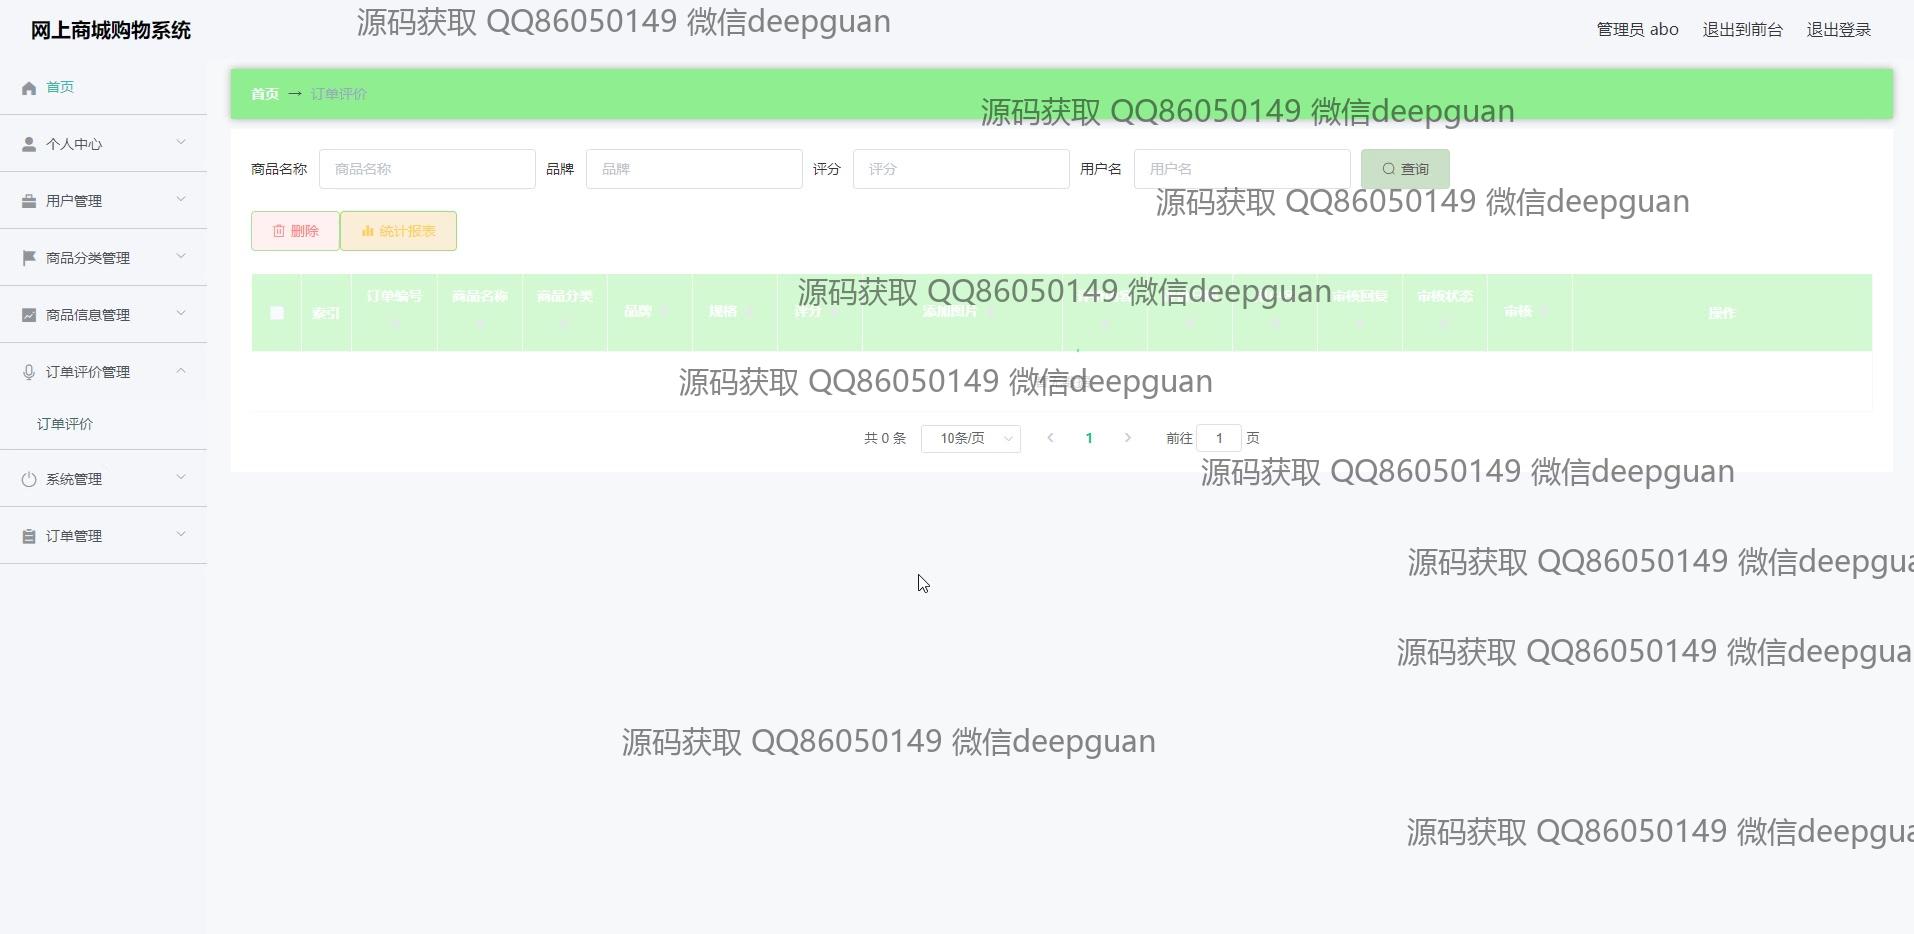 网上商城购物系统
源码获取 QQ86050149 微信deepguan
管理员 abo 退出到前台 退出登录
首页
个人中心
用户管理
商品分类管理
商品信息管理
订单评价管理
订单评价
系统管理
订单管理
首页 → 订单评价
源码获取 QQ86050149 微信deepguan
商品名称 商品名称 品牌 品牌 评分 评分 用户名 用户名 查询
源码获取 QQ86050149 微信deepguan
删除 统计报表
索引 订单编号 商品名称 商品分类 品牌 规格 评分 添加图片 审核回复 审核状态 审核 操作
源码获取 QQ86050149 微信deepguan
源码获取 QQ86050149 微信deepguan
共 0 条 10条/页 1 前往 1 页
源码获取 QQ86050149 微信deepguan
源码获取 QQ86050149 微信deepgua
源码获取 QQ86050149 微信deepgua
源码获取 QQ86050149 微信deepguan
源码获取 QQ86050149 微信deepgua